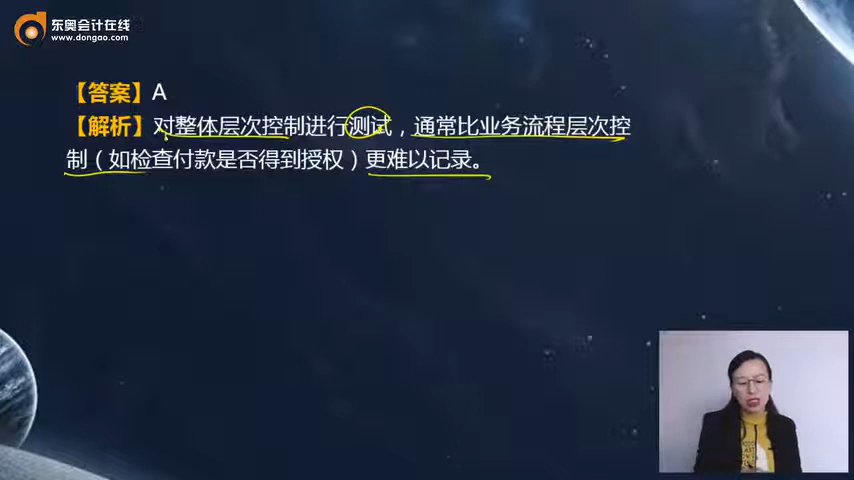 东奥会计在线
www.dongao.com
【答案】A
【解析】对整体层次控制进行测试，通常比业务流程层次控
制（如检查付款是否得到授权）更难以记录。